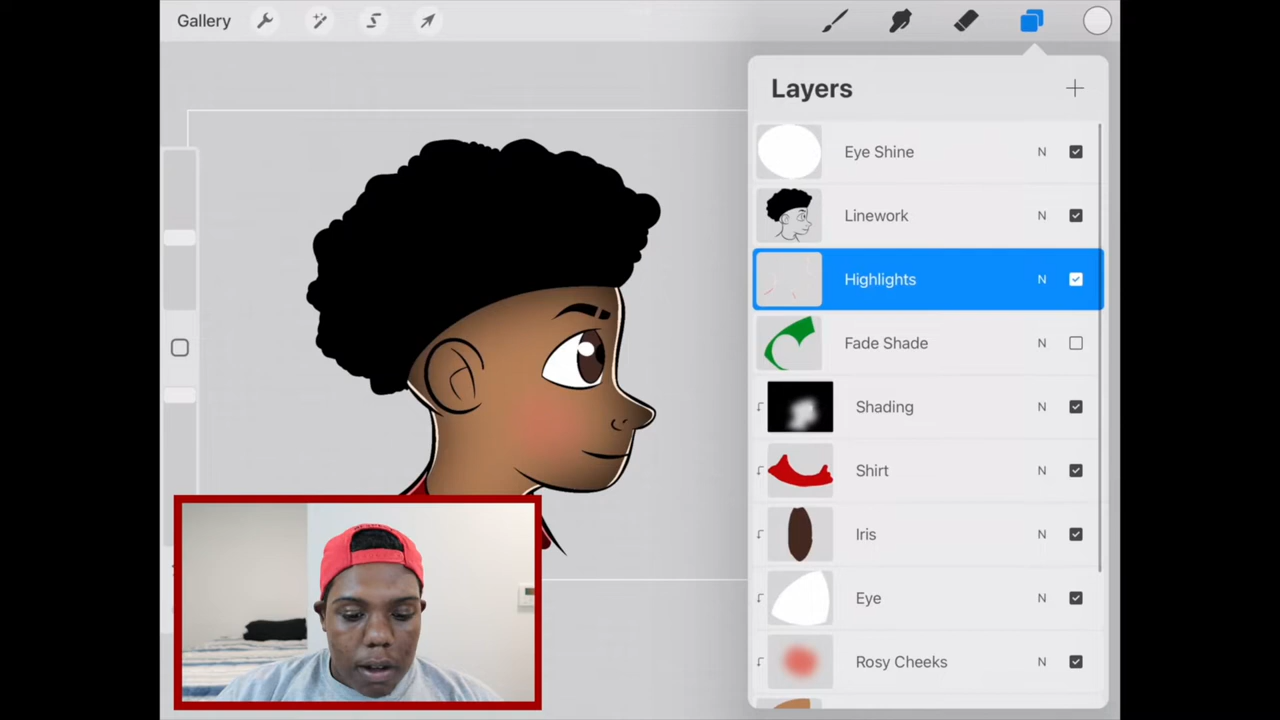 Gallery
Layers
Eye Shine N
Linework N
Highlights N
Fade Shade N
Shading N
Shirt N
Iris N
Eye N
Rosy Cheeks N